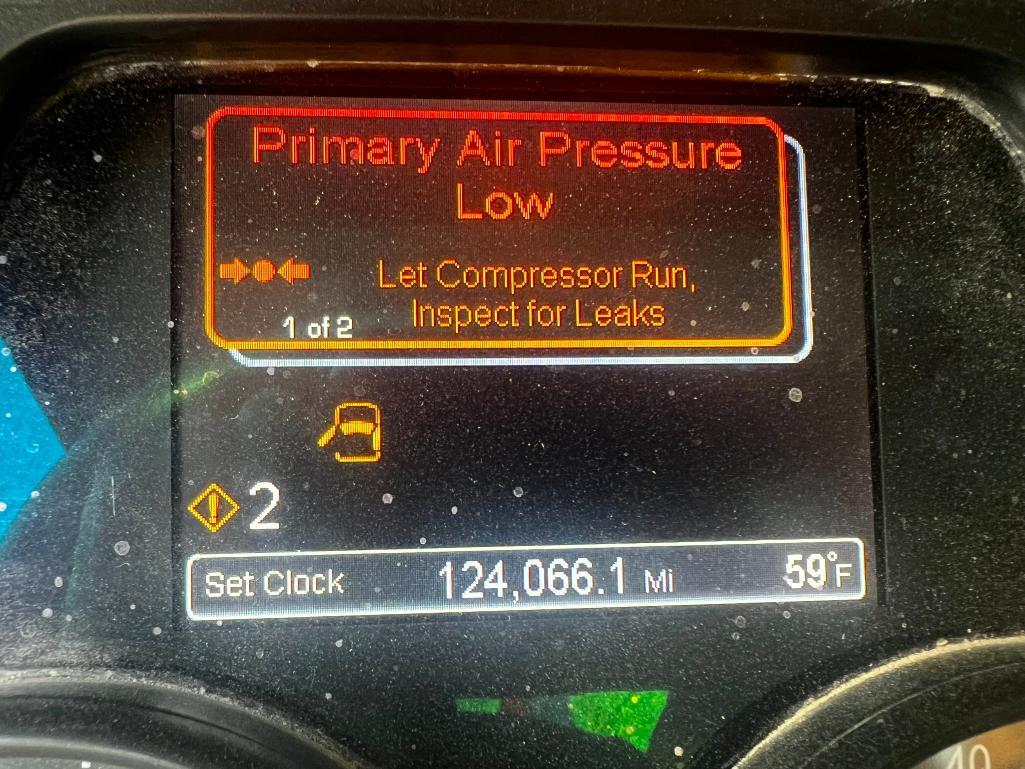 Primary Air Pressure
Low
Let Compressor Run,
Inspect for Leaks
1 of 2
2
Set Clock 124,066.1 Mi 59°F
40